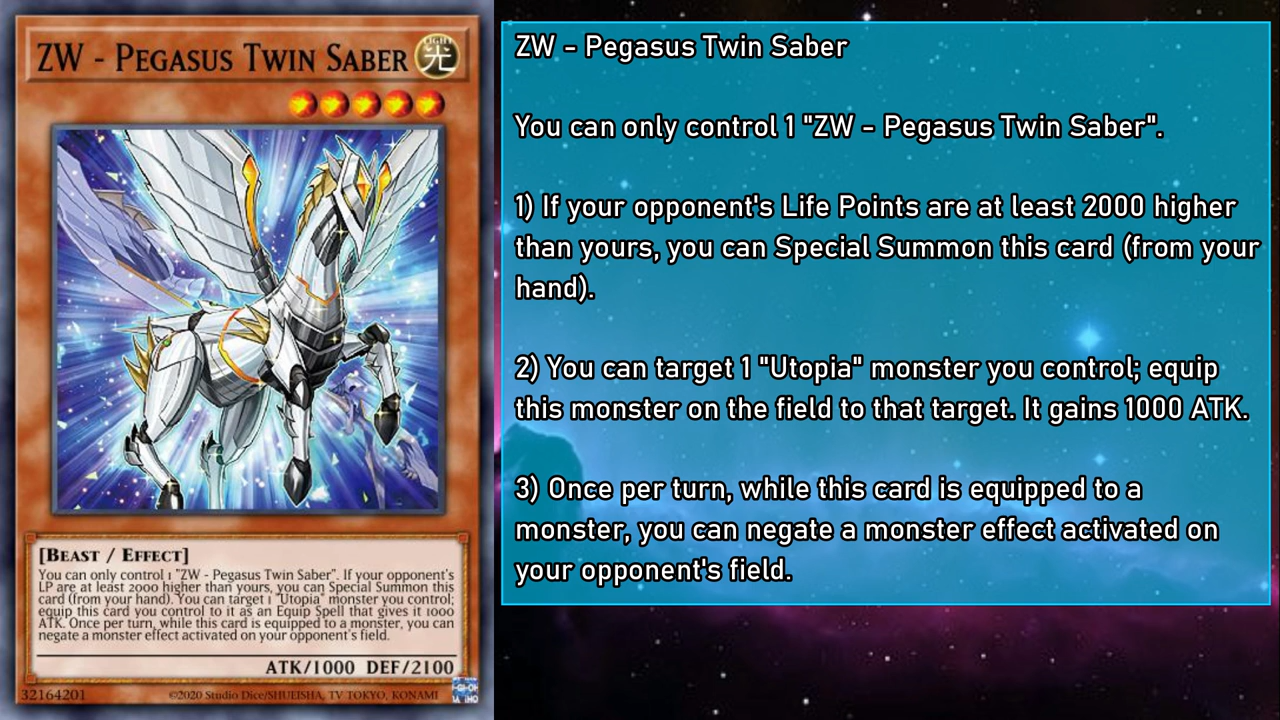 ZW - Pegasus Twin Saber
LIGHT
光
[Beast / Effect]
You can only control 1 "ZW - Pegasus Twin Saber". If your opponent's
LP are at least 2000 higher than yours, you can Special Summon this
card (from your hand). You can target 1 "Utopia" monster you control;
equip this card you control to it as an Equip Spell that gives it 1000
ATK. Once per turn, while this card is equipped to a monster, you can
negate a monster effect activated on your opponent's field.
ATK/1000 DEF/2100
32164201
©2020 Studio Dice/SHUEISHA, TV TOKYO, KONAMI
ZW - Pegasus Twin Saber
You can only control 1 "ZW - Pegasus Twin Saber".
1) If your opponent's Life Points are at least 2000 higher
than yours, you can Special Summon this card (from your
hand).
2) You can target 1 "Utopia" monster you control; equip
this monster on the field to that target. It gains 1000 ATK.
3) Once per turn, while this card is equipped to a
monster, you can negate a monster effect activated on
your opponent's field.